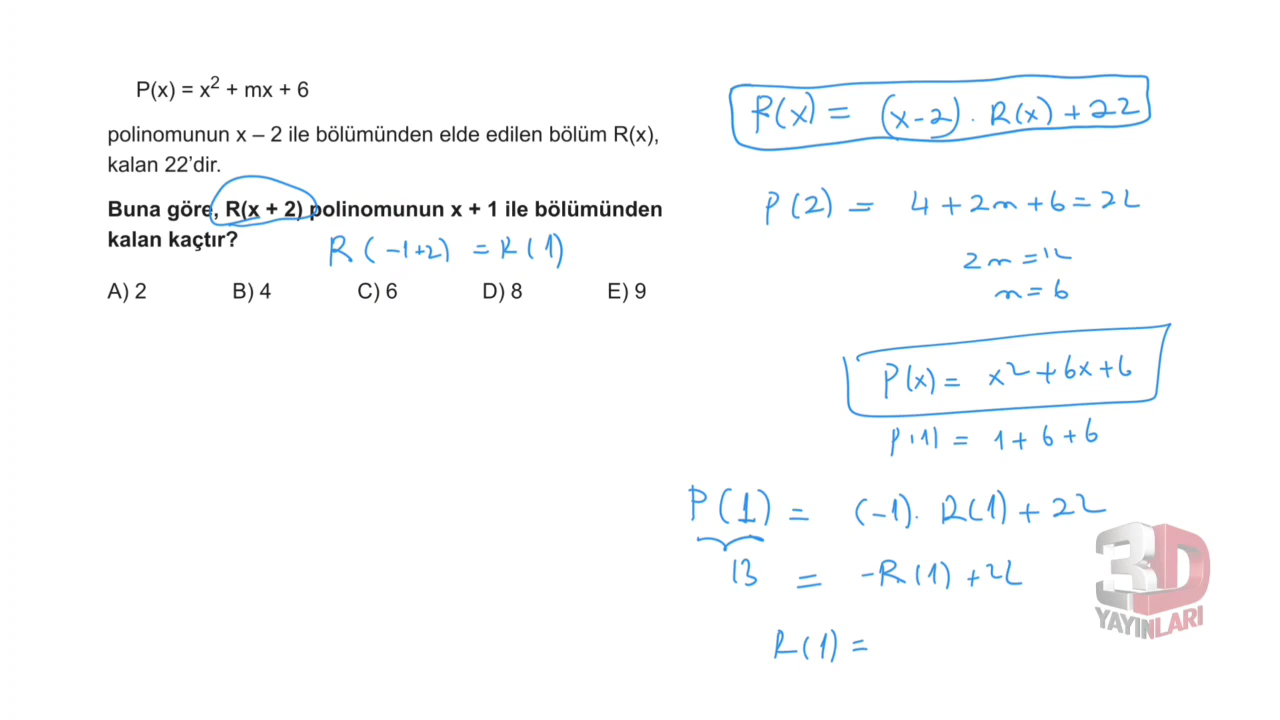 P(x) = x² + mx + 6
polinomunun x – 2 ile bölümünden elde edilen bölüm R(x),
kalan 22'dir.
Buna göre, R(x + 2) polinomunun x + 1 ile bölümünden
kalan kaçtır?
R(-1+2) = R(1)
A) 2 B) 4 C) 6 D) 8 E) 9
P(x) = (x-2) · R(x) + 22
P(2) = 4 + 2m + 6 = 22
2m = 12
m = 6
P(x) = x² + 6x + 6
P(1) = 1 + 6 + 6
P(1) = (-1) · R(1) + 22
13 = -R(1) + 22
R(1) =
3D
YAYINLARI